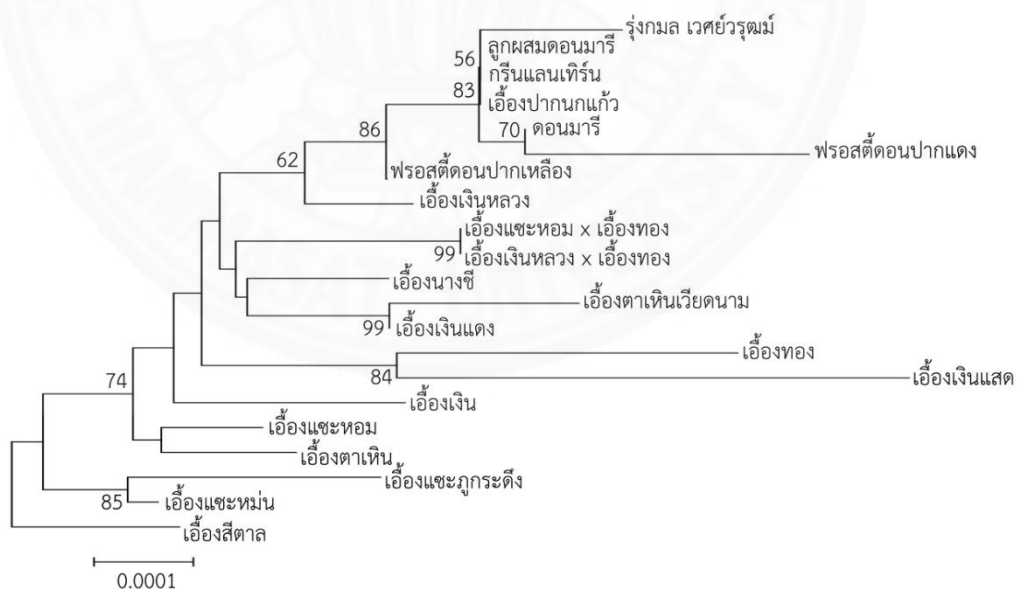 รุ่งกมล เวศย์วรุฒม์
ลูกผสมดอนมารี
56
กรีนแลนเทิร์น
83
เอื้องปากนกแก้ว
86
70
ดอนมารี
ฟรอสตี้ดอนปากแดง
62
ฟรอสตี้ดอนปากเหลือง
เอื้องเงินหลวง
เอื้องแซะหอม x เอื้องทอง
99
เอื้องเงินหลวง x เอื้องทอง
เอื้องนางชี
เอื้องตาเหินเวียดนาม
99
เอื้องเงินแดง
เอื้องทอง
84
เอื้องเงินแสด
74
เอื้องเงิน
เอื้องแซะหอม
เอื้องตาเหิน
เอื้องแซะภูกระดึง
85
เอื้องแซะหม่น
เอื้องสีตาล
0.0001